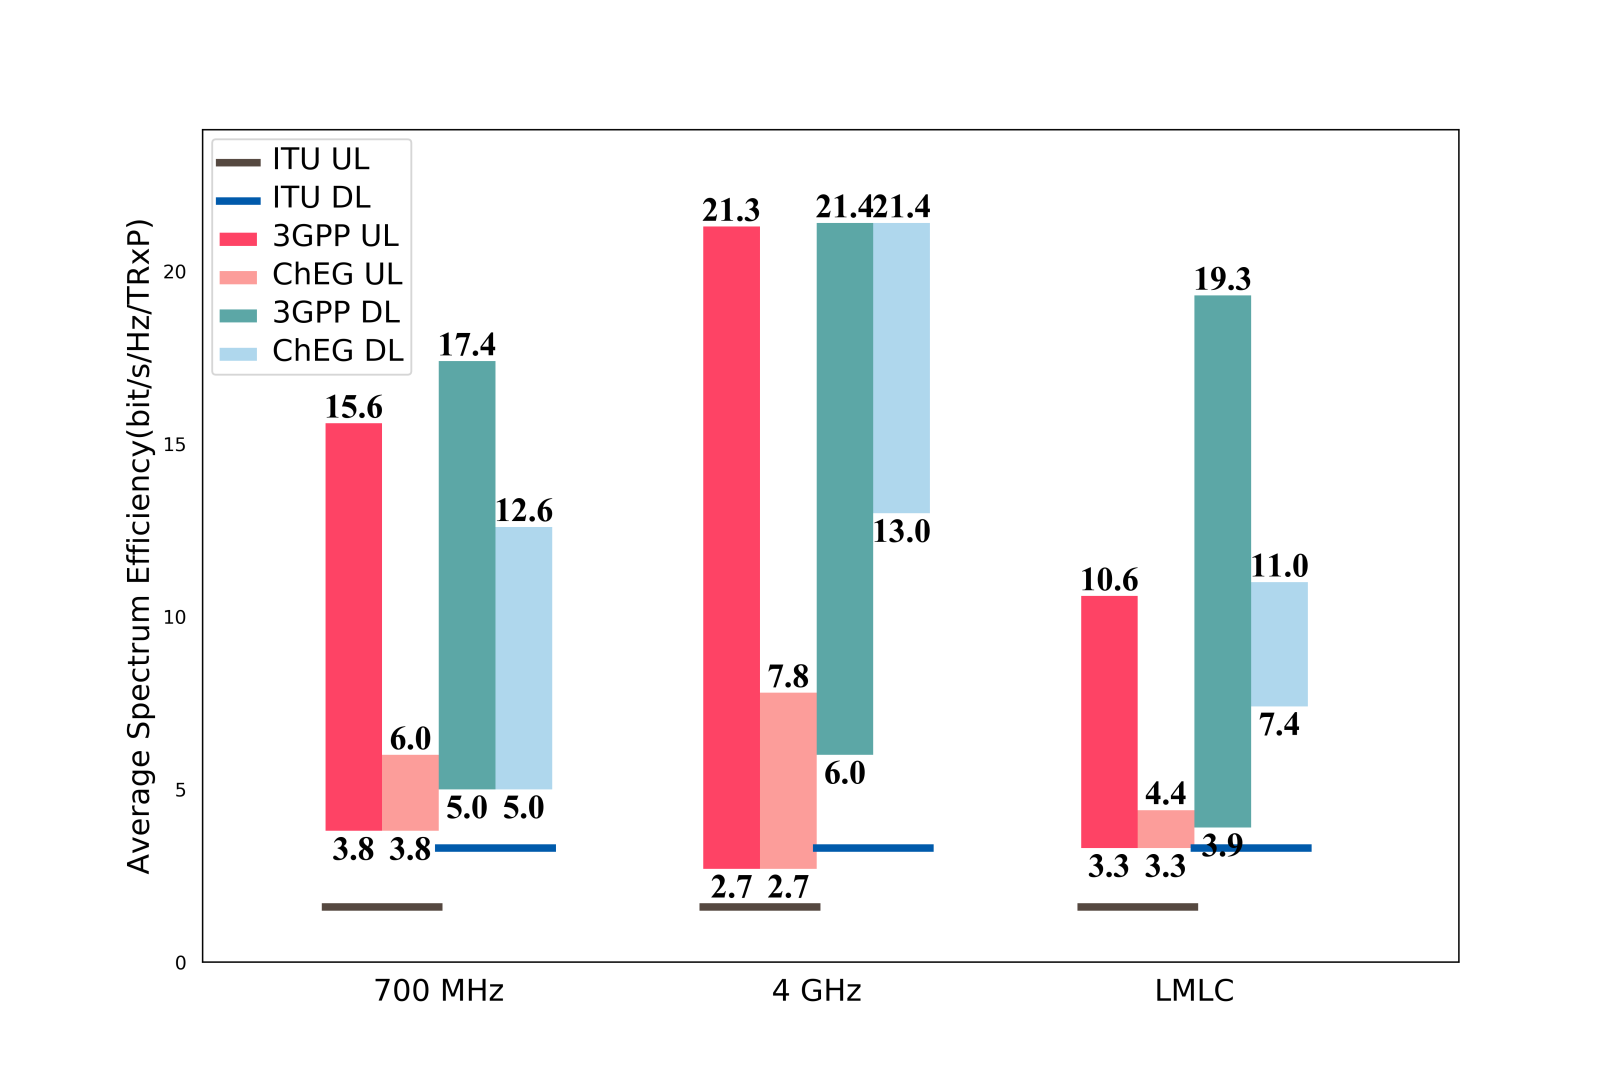 ITU UL
ITU DL
3GPP UL
ChEG UL
3GPP DL
ChEG DL
Average Spectrum Efficiency(bit/s/Hz/TRxP)
20
15
10
5
0
15.6
3.8
6.0
3.8
17.4
5.0
12.6
5.0
21.3
2.7
7.8
2.7
21.4
6.0
21.4
13.0
10.6
3.3
4.4
3.3
19.3
3.9
11.0
7.4
700 MHz
4 GHz
LMLC